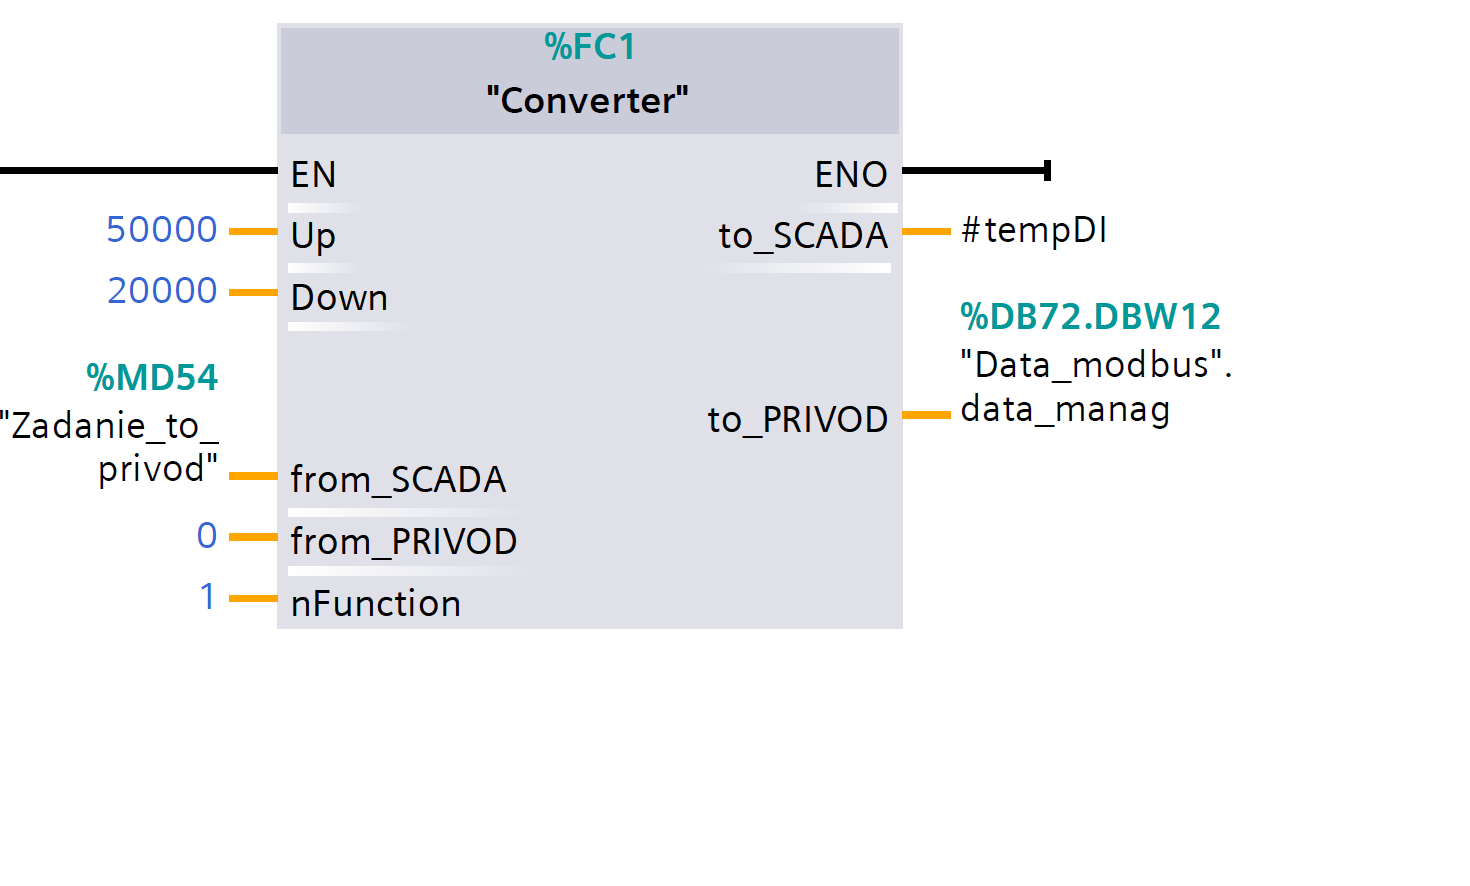 %FC1
"Converter"
EN
ENO
50000
Up
to_SCADA
#tempDI
20000
Down
%DB72.DBW12
"Data_modbus".
data_manag
to_PRIVOD
%MD54
"Zadanie_to_
privod"
from_SCADA
0
from_PRIVOD
1
nFunction